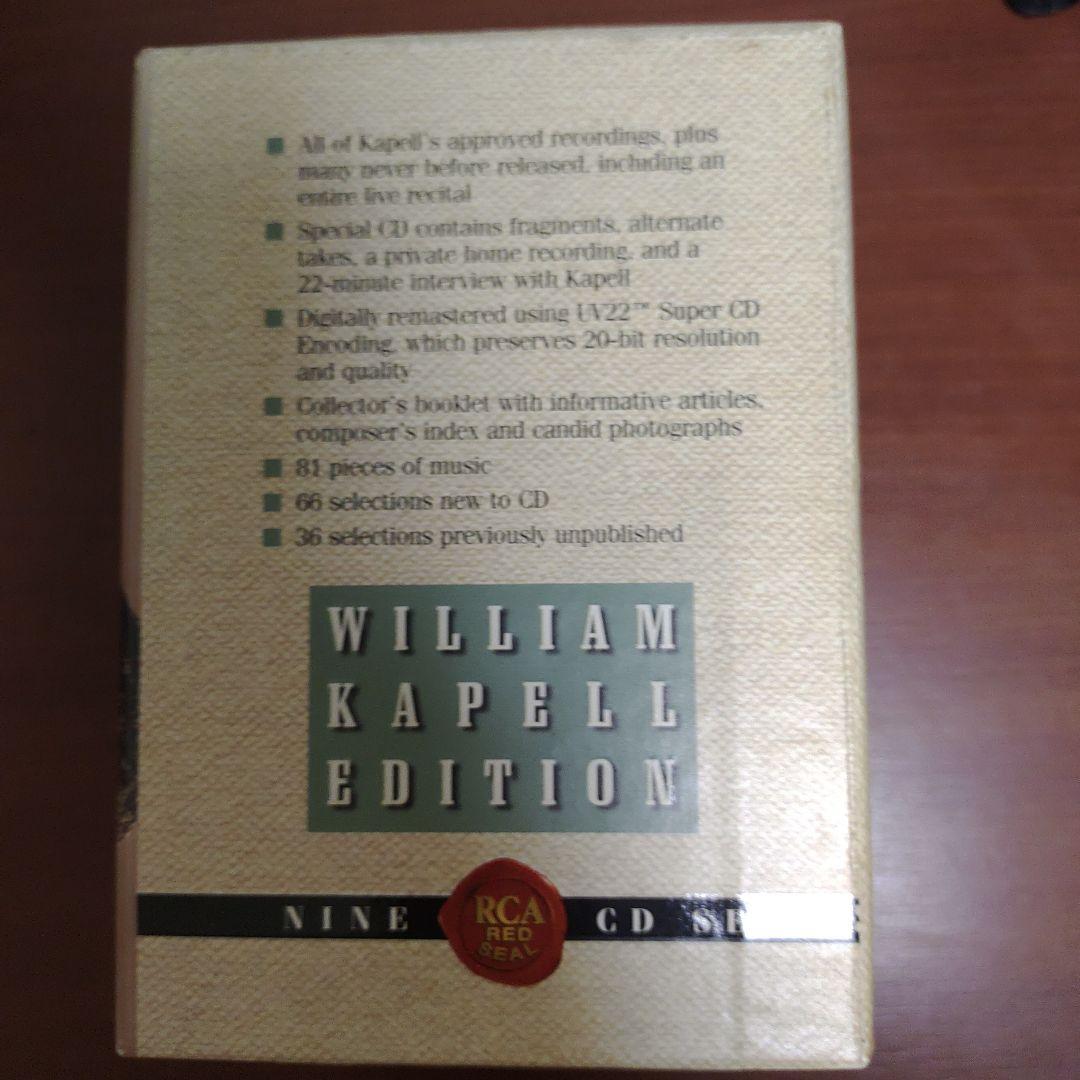 All of Kapell's approved recordings, plus
many never before released, including an
entire live recital
Special CD contains fragments, alternate
takes, a private home recording, and a
22-minute interview with Kapell
Digitally remastered using UV22™ Super CD
Encoding, which preserves 20-bit resolution
and quality
Collector's booklet with informative articles,
composer's index and candid photographs
81 pieces of music
66 selections new to CD
36 selections previously unpublished
WILLIAM
KAPELL
EDITION
NINE
RCA
RED
SEAL
CD